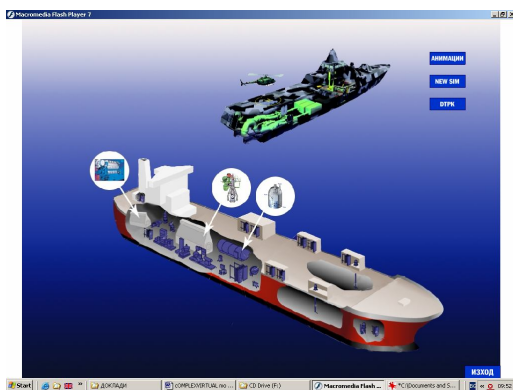 Macromedia Flash Player 7
АНИМАЦИИ
NEW SIM
DTPK
ИЗХОД
Start
ДОКЛАДИ
cOMPLEXVIRTUAL mo ...
CD Drive (F:)
Macromedia Flash ...
"C:\Documents and S...
09:52